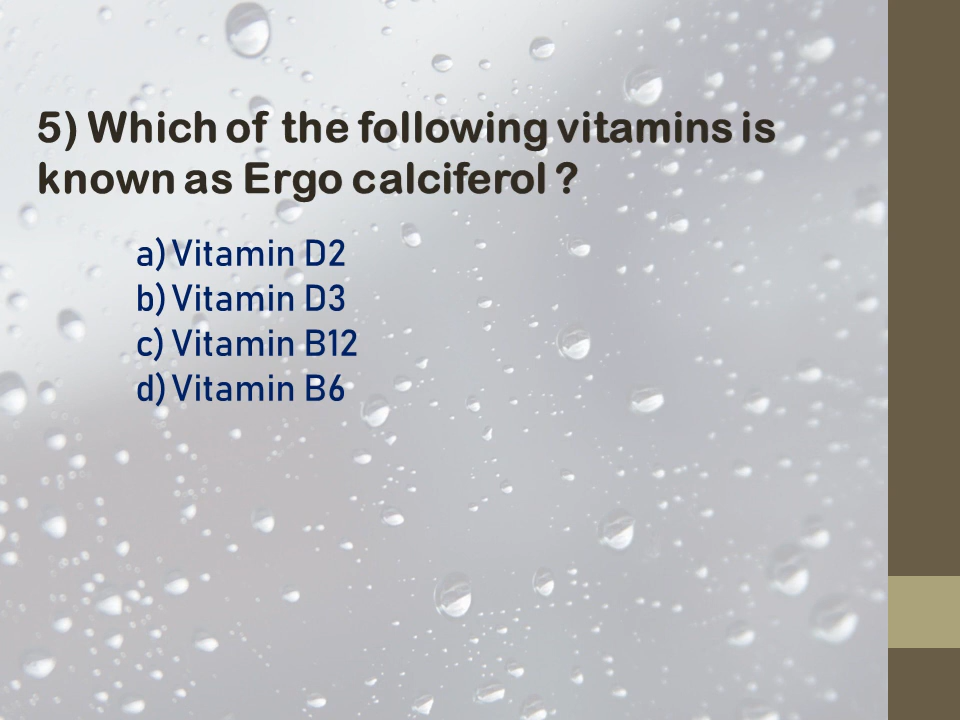 5) Which of the following vitamins is
known as Ergo calciferol ?
a) Vitamin D2
b) Vitamin D3
c) Vitamin B12
d) Vitamin B6